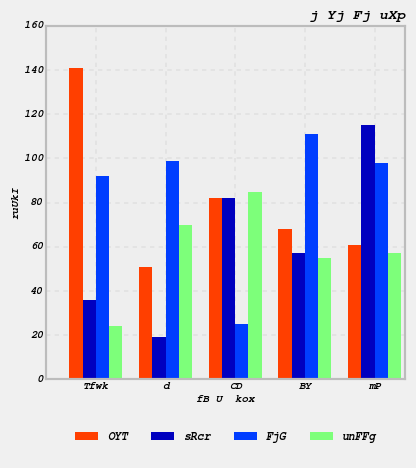 j Yj Fj uXp
160
140
120
100
80
60
40
20
0
ruUkI
Tfwk d CD BY mP
fB U kox
OYT sRcr FjG unFFg